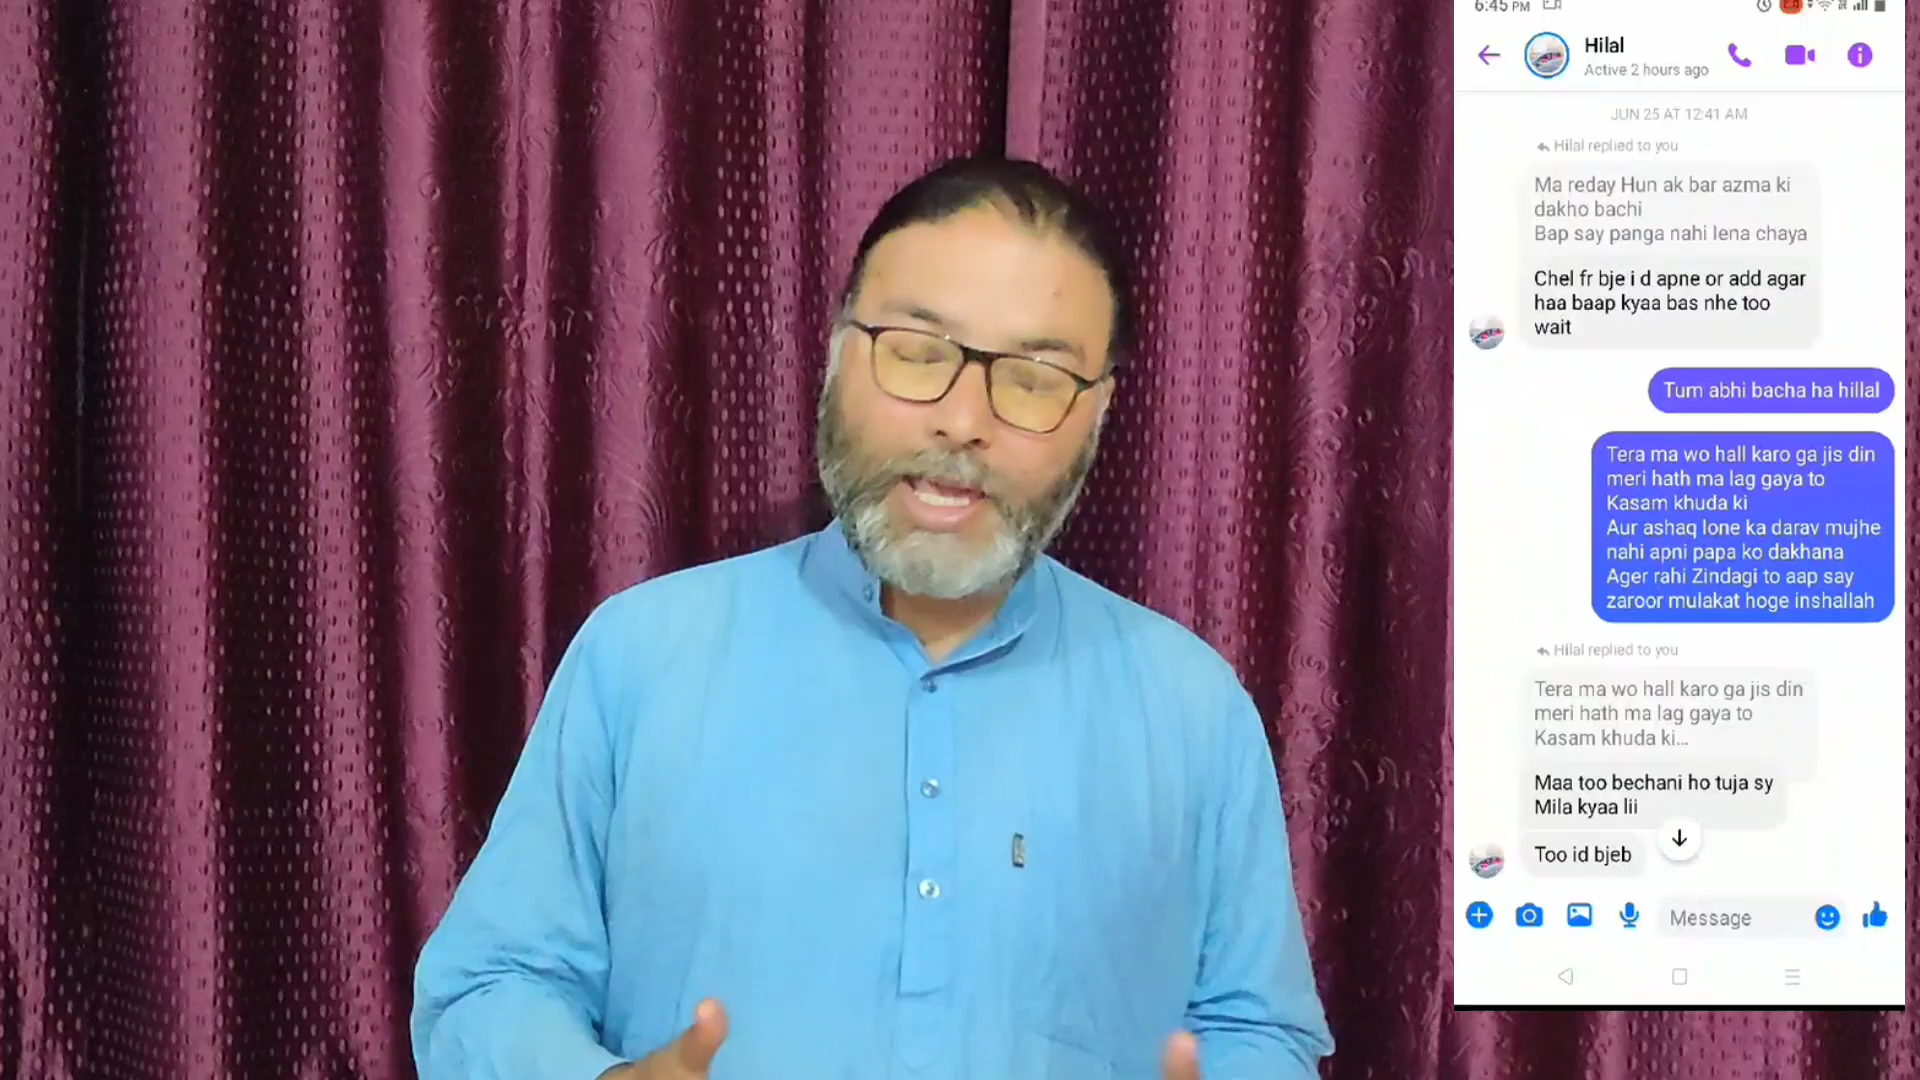 6:45 PM
Hilal
Active 2 hours ago
JUN 25 AT 12:41 AM
Hilal replied to you
Ma reday Hun ak bar azma ki
dakho bachi
Bap say panga nahi lena chaya
Chel fr bje i d apne or add agar
haa baap kyaa bas nhe too
wait
Tum abhi bacha ha hillal
Tera ma wo hall karo ga jis din
meri hath ma lag gaya to
Kasam khuda ki
Aur ashaq lone ka darav mujhe
nahi apni papa ko dakhana
Ager rahi Zindagi to aap say
zaroor mulakat hoge inshallah
Hilal replied to you
Tera ma wo hall karo ga jis din
meri hath ma lag gaya to
Kasam khuda ki...
Maa too bechani ho tuja sy
Mila kyaa lii
Too id bjeb
Message